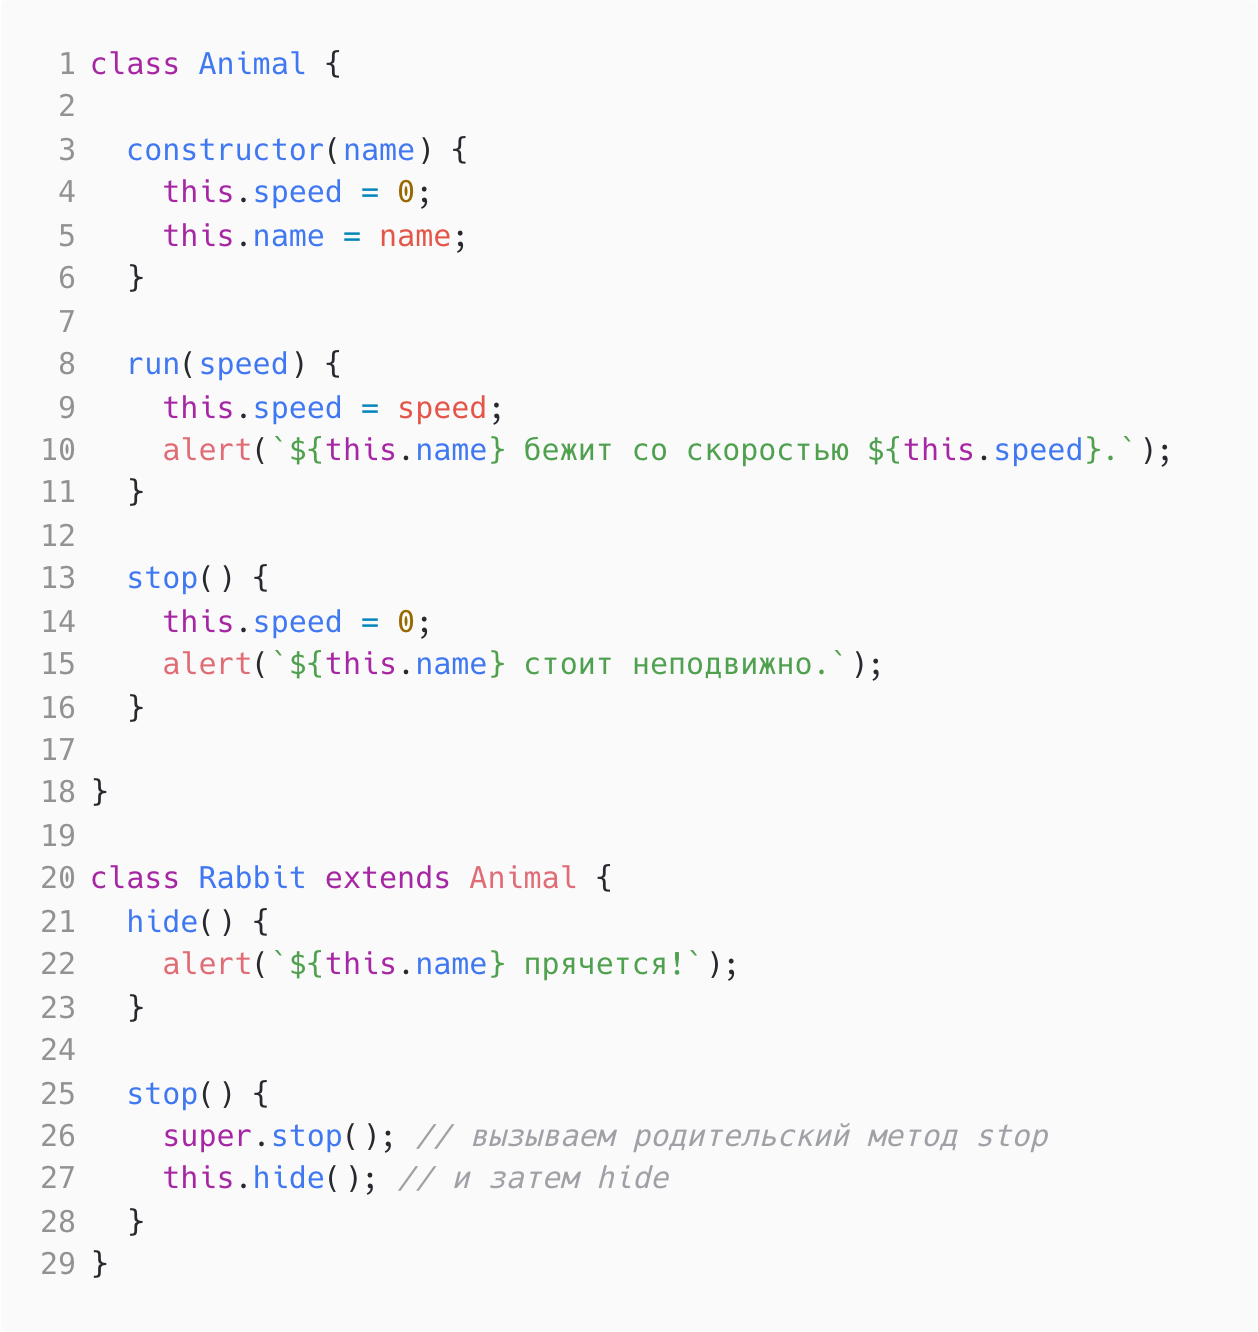 1 class Animal {
2
3   constructor(name) {
4     this.speed = 0;
5     this.name = name;
6   }
7
8   run(speed) {
9     this.speed = speed;
10     alert(`${this.name} бежит со скоростью ${this.speed}.`);
11   }
12
13   stop() {
14     this.speed = 0;
15     alert(`${this.name} стоит неподвижно.`);
16   }
17
18 }
19
20 class Rabbit extends Animal {
21   hide() {
22     alert(`${this.name} прячется!`);
23   }
24
25   stop() {
26     super.stop(); // вызываем родительский метод stop
27     this.hide(); // и затем hide
28   }
29 }